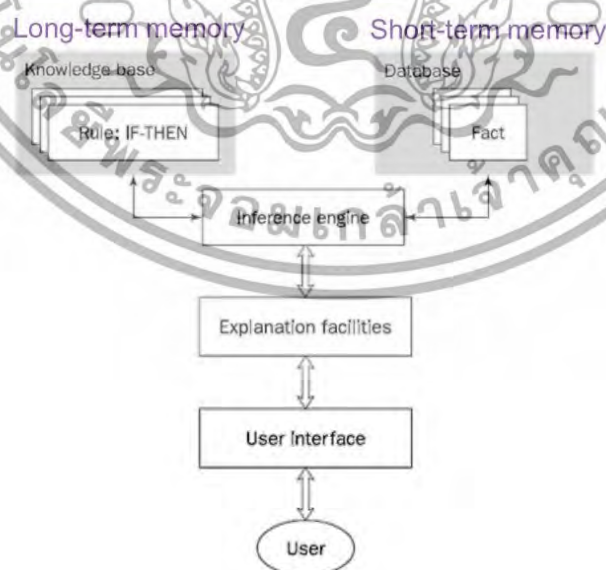 Long-term memory
Short-term memory
Knowledge base
Database
Rule: IF-THEN
Fact
Inference engine
Explanation facilities
User Interface
User